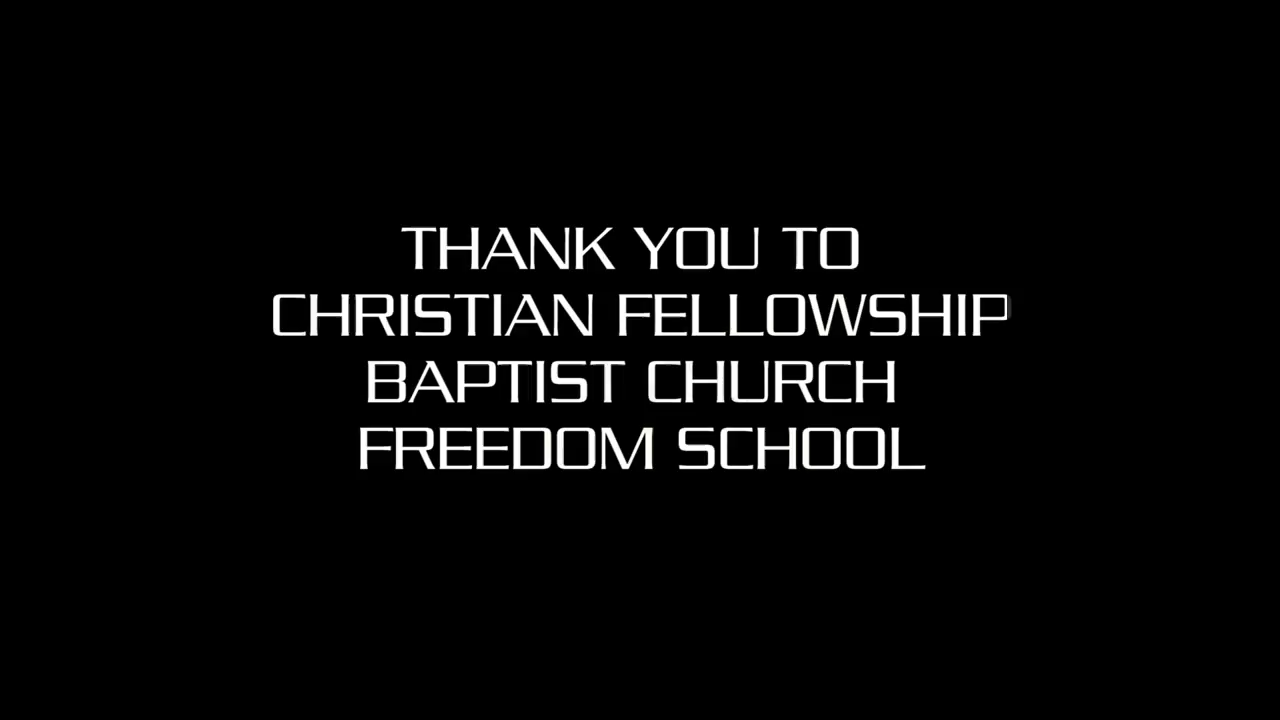 THANK YOU TO
CHRISTIAN FELLOWSHIP
BAPTIST CHURCH
FREEDOM SCHOOL